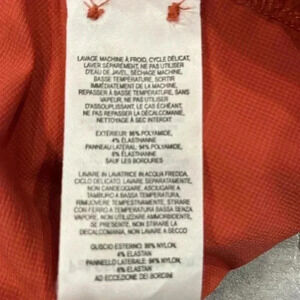 LAVAGE MACHINE À FROID, CYCLE DÉLICAT,
LAVER SÉPARÉMENT, NE PAS UTILISER
D'EAU DE JAVEL, SÉCHAGE MACHINE,
BASSE TEMPÉRATURE, SORTIR
IMMÉDIATEMENT DE LA MACHINE,
REPASSER À BASSE TEMPÉRATURE, SANS
VAPEUR, NE PAS UTILISER
D'ASSOUPLISSANT, LE CAS ÉCHÉANT,
NE PAS REPASSER LA DÉCALCOMANIE,
NETTOYAGE À SEC INTERDIT
EXTÉRIEUR: 96% POLYAMIDE,
4% ÉLASTHANNE
PANNEAU LATÉRAL: 94% POLYAMIDE,
6% ÉLASTHANNE
SAUF LES BORDURES
LAVARE IN LAVATRICE IN ACQUA FREDDA,
CICLO DELICATO, LAVARE SEPARATAMENTE,
NON CANDEGGIARE, ASCIUGARE A
TAMBURO A BASSA TEMPERATURA,
RIMUOVERE TEMPESTIVAMENTE, STIRARE
CON FERRO A TEMPERATURA BASSA SENZA
VAPORE, NON UTILIZZARE AMMORBIDENTE,
SE PRESENTE, NON STIRARE SOPRA LA
DECALCOMANIA, NON LAVARE A SECCO
GUSCIO ESTERNO: 96% NYLON,
4% ELASTAN
PANNELLO LATERALE: 94% NYLON,
6% ELASTAN
AD ECCEZIONE DEI BORDINI